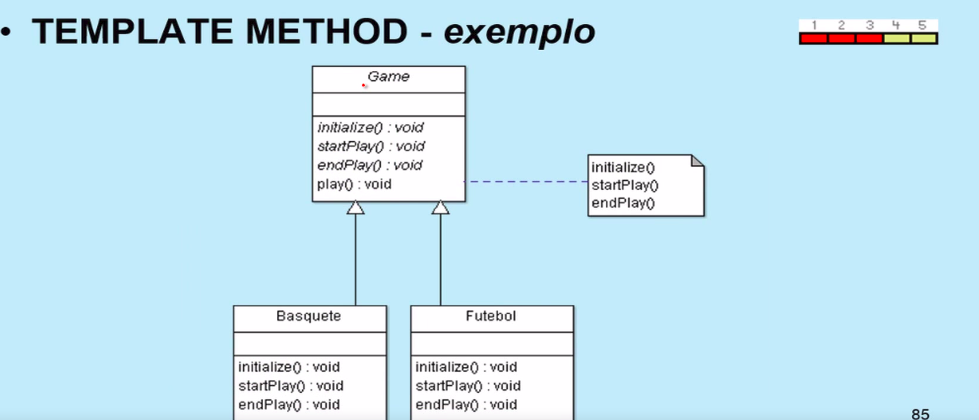 • TEMPLATE METHOD - exemplo
1 2 3 4 5
Game
initialize() : void
startPlay() : void
endPlay() : void
play() : void
initialize()
startPlay()
endPlay()
Basquete
initialize() : void
startPlay() : void
endPlay() : void
Futebol
initialize() : void
startPlay() : void
endPlay() : void
85